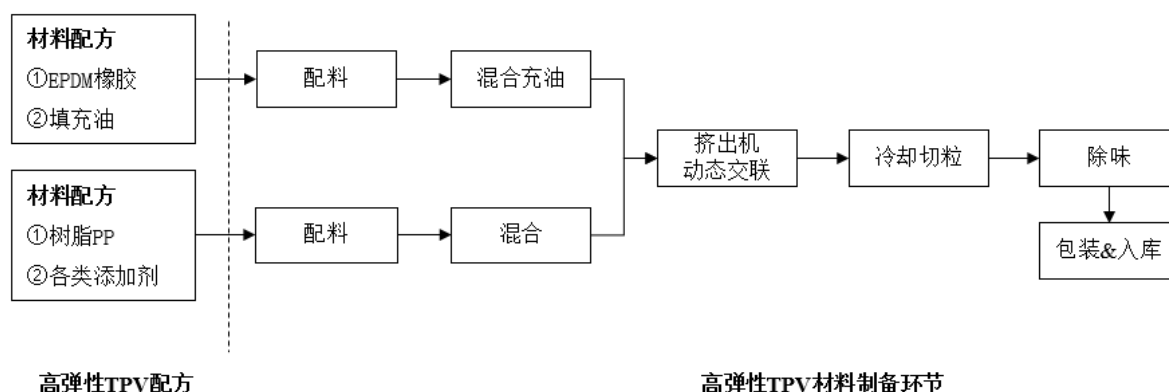 材料配方
①EPDM橡胶
②填充油
配料
混合充油
材料配方
①树脂PP
②各类添加剂
配料
混合
挤出机
动态交联
冷却切粒
除味
包装&入库
高弹性TPV配方
高弹性TPV材料制备环节